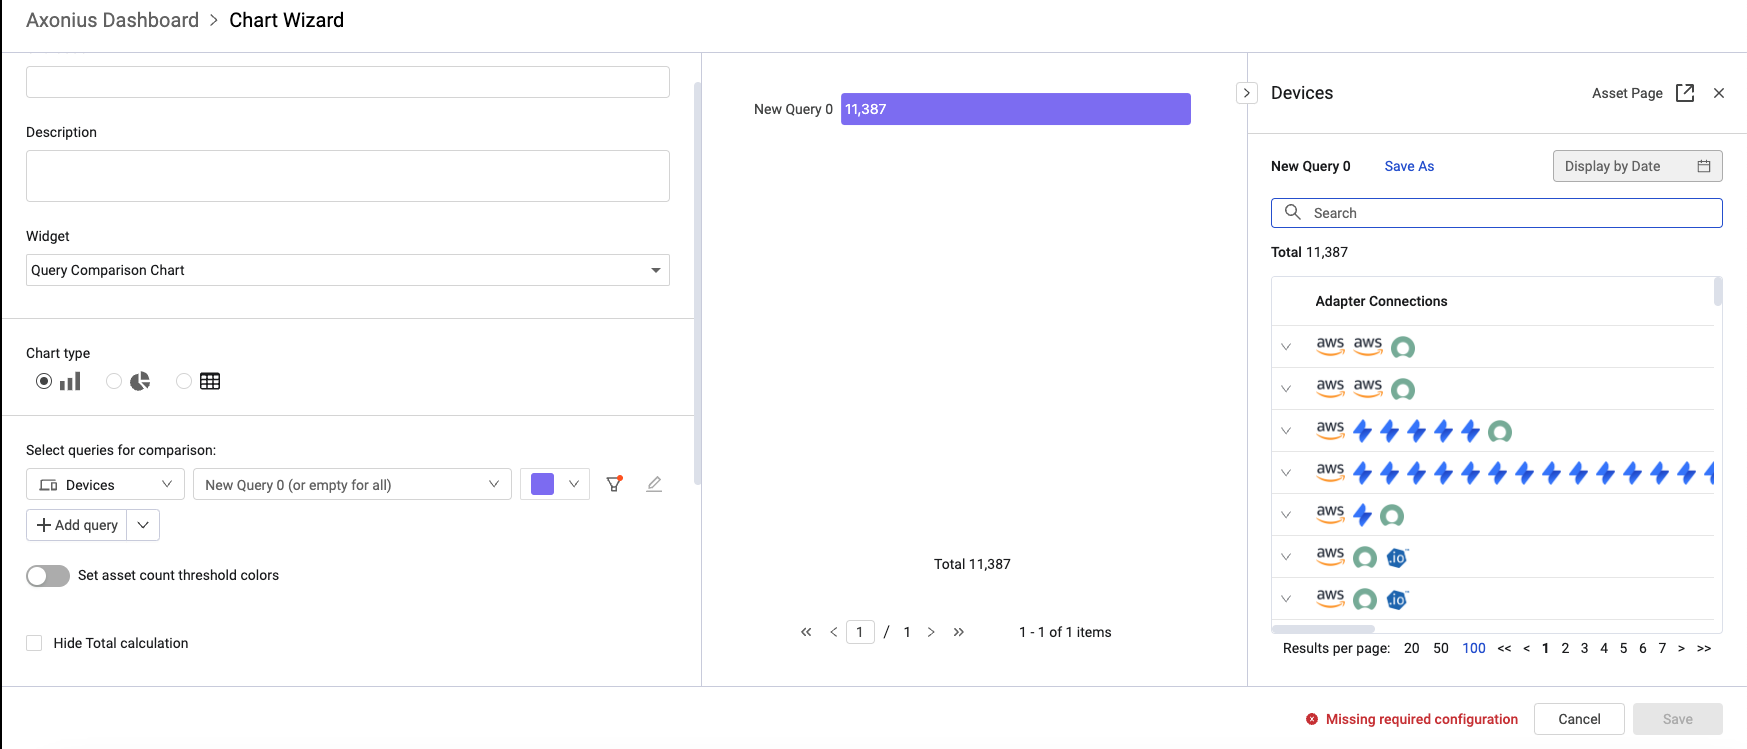 Axonius Dashboard > Chart Wizard
Description
Widget
Query Comparison Chart
Chart type
Select queries for comparison:
Devices
New Query 0 (or empty for all)
+ Add query
Set asset count threshold colors
Hide Total calculation
New Query 0 11,387
Total 11,387
<< < 1 / 1 > >> 1 - 1 of 1 items
Devices Asset Page
New Query 0 Save As Display by Date
Search
Total 11,387
Adapter Connections
aws aws
aws aws
aws
aws
aws
aws .io
aws .io
Results per page: 20 50 100 << < 1 2 3 4 5 6 7 > >>
Missing required configuration Cancel Save